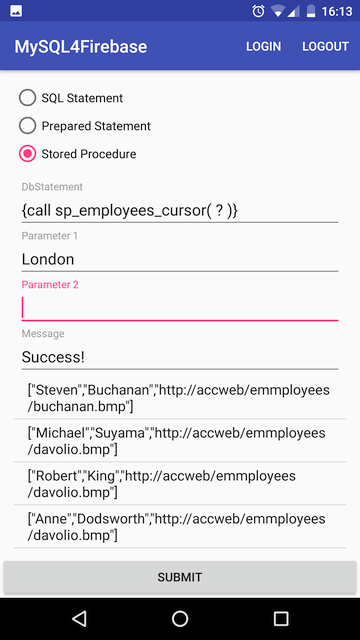 16:13
MySQL4Firebase LOGIN LOGOUT
SQL Statement
Prepared Statement
Stored Procedure
DbStatement
{call sp_employees_cursor( ? )}
Parameter 1
London
Parameter 2
Message
Success!
["Steven","Buchanan","http://accweb/emmployees
/buchanan.bmp"]
["Michael","Suyama","http://accweb/emmployees
/davolio.bmp"]
["Robert","King","http://accweb/emmployees
/davolio.bmp"]
["Anne","Dodsworth","http://accweb/emmployees
/davolio.bmp"]
SUBMIT